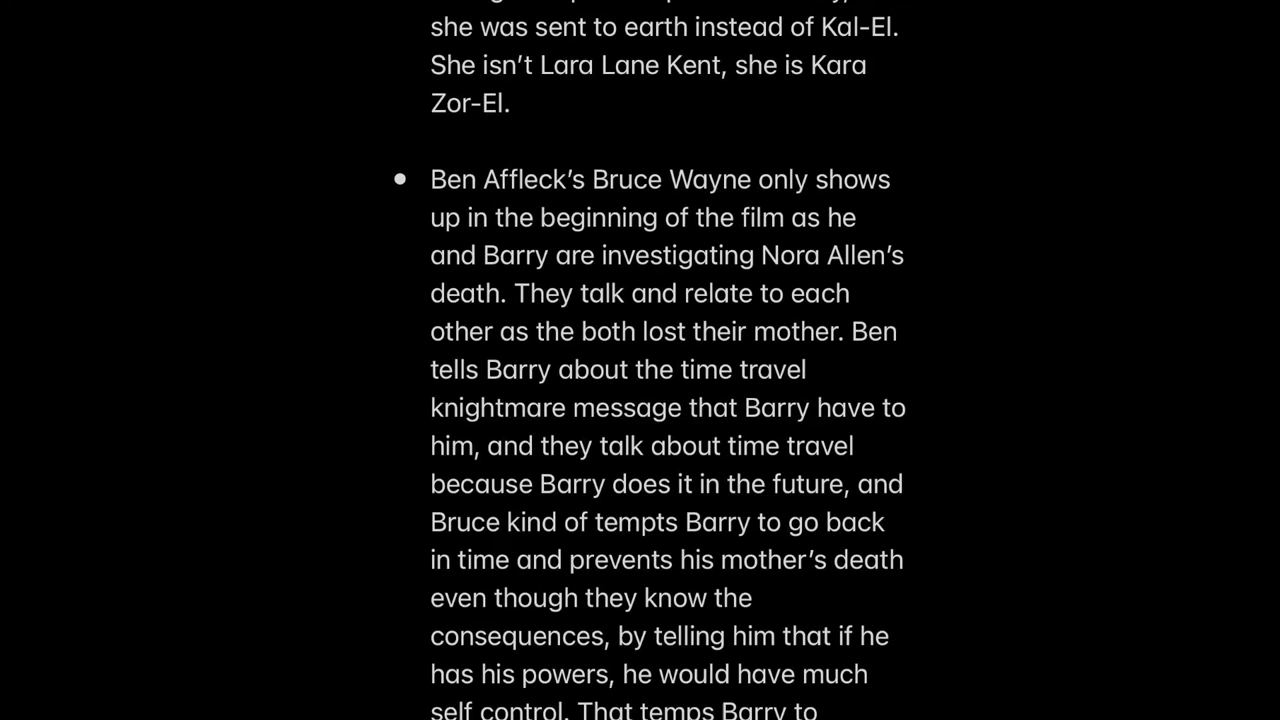 she was sent to earth instead of Kal-El.
She isn’t Lara Lane Kent, she is Kara
Zor-El.
• Ben Affleck’s Bruce Wayne only shows
up in the beginning of the film as he
and Barry are investigating Nora Allen’s
death. They talk and relate to each
other as the both lost their mother. Ben
tells Barry about the time travel
knightmare message that Barry have to
him, and they talk about time travel
because Barry does it in the future, and
Bruce kind of tempts Barry to go back
in time and prevents his mother’s death
even though they know the
consequences, by telling him that if he
has his powers, he would have much
self control. That temps Barry to